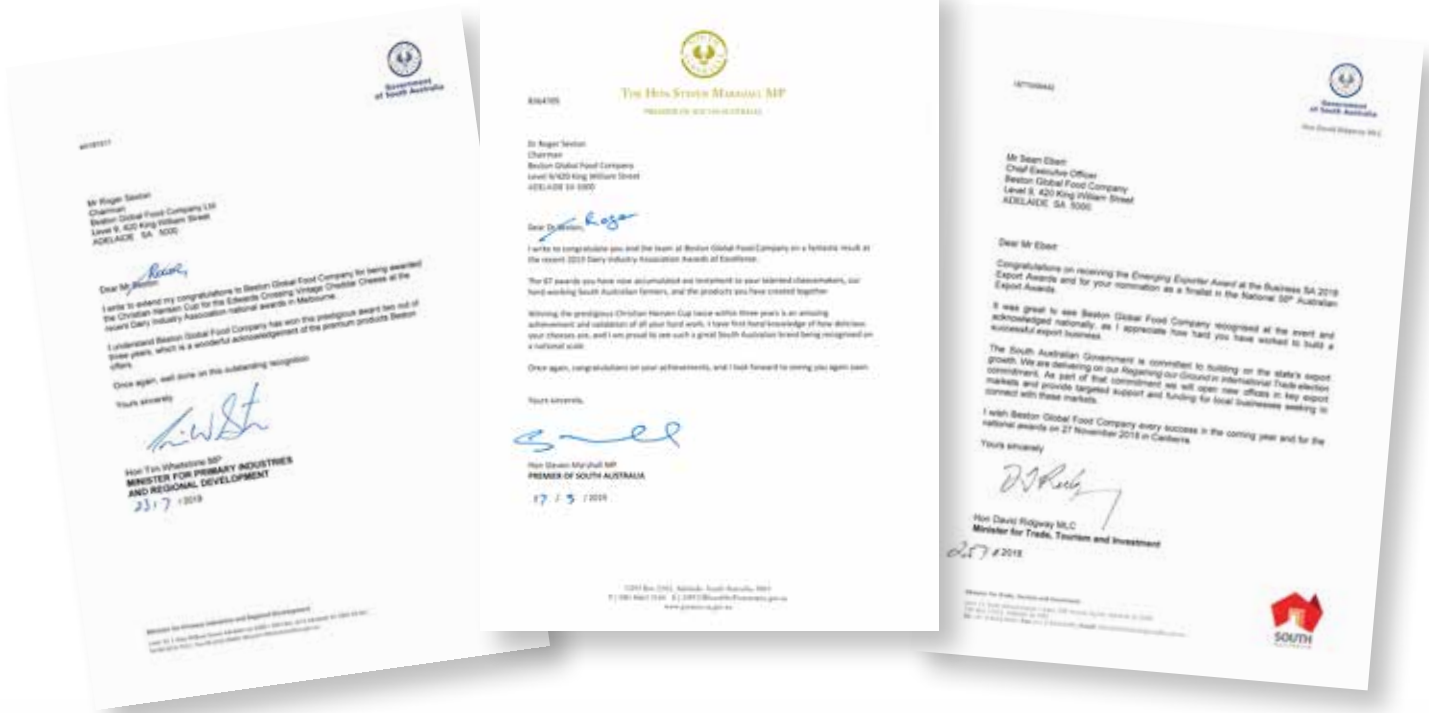 Government
of South Australia
Mr Roger Sexton
Chairman
Beston Global Food Company Ltd
Level 9, 420 King William Street
ADELAIDE SA 5000
Dear Mr Sexton
I write to extend my congratulations to Beston Global Food Company for being awarded
the Christian Hansen Cup for the Edwards Crossing Vintage Cheddar Cheese at the
recent Dairy Industry Association national awards in Melbourne.
I understand Beston Global Food Company has won this prestigious award two out of
three years, which is a wonderful acknowledgement of the premium products Beston
offers.
Once again, well done on this outstanding recognition.
Yours sincerely
Hon Tim Whetstone MP
MINISTER FOR PRIMARY INDUSTRIES
AND REGIONAL DEVELOPMENT
/ 2019
Minister for Primary Industries and Regional Development
THE HON STEVEN MARSHALL MP
PREMIER OF SOUTH AUSTRALIA
Dr Roger Sexton
Chairman
Beston Global Food Company
Level 9/420 King William Street
ADELAIDE SA 5000
Dear Dr Sexton, Roger
I write to congratulate you and the team at Beston Global Food Company on a fantastic result at
the recent 2019 Dairy Industry Association Awards of Excellence.
The 67 awards you have now accumulated are testament to your talented cheesemakers, our
hard-working South Australian farmers, and the products you have created together.
Winning the prestigious Christian Hansen Cup twice within three years is an amazing
achievement and validation of all your hard work. I have first hand knowledge of how delicious
your cheeses are, and I am proud to see such a great South Australian brand being recognised on
a national scale.
Once again, congratulations on your achievements, and I look forward to seeing you again soon.
Yours sincerely,
Hon Steven Marshall MP
PREMIER OF SOUTH AUSTRALIA
17 / 5 / 2019
Government
of South Australia
Hon David Ridgway MLC
Mr Sean Ebert
Chief Executive Officer
Beston Global Food Company
Level 9, 420 King William Street
ADELAIDE SA 5000
Dear Mr Ebert
Congratulations on receiving the Emerging Exporter Award at the Business SA 2018
Export Awards and for your nomination as a finalist in the National 56th Australian
Export Awards.
It was great to see Beston Global Food Company recognised at the event and
acknowledged nationally, as I appreciate how hard you have worked to build a
successful export business.
The South Australian Government is committed to building on the state's export
growth. We are delivering on our Regaining our Ground in International Trade election
commitment. As part of that commitment we will open new offices in key export
markets and provide targeted support and funding for local businesses seeking to
connect with these markets.
I wish Beston Global Food Company every success in the coming year and for the
national awards on 27 November 2018 in Canberra.
Yours sincerely
Hon David Ridgway MLC
Minister for Trade, Tourism and Investment
/ 2018
Minister for Trade, Tourism and Investment
SOUTH
AUSTRALIA